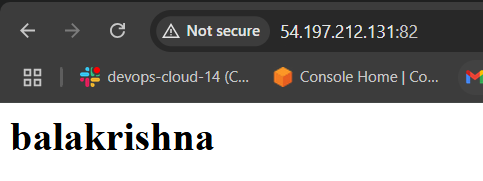 Not secure
54.197.212.131:82
devops-cloud-14 (C...
Console Home | Co...
balakrishna